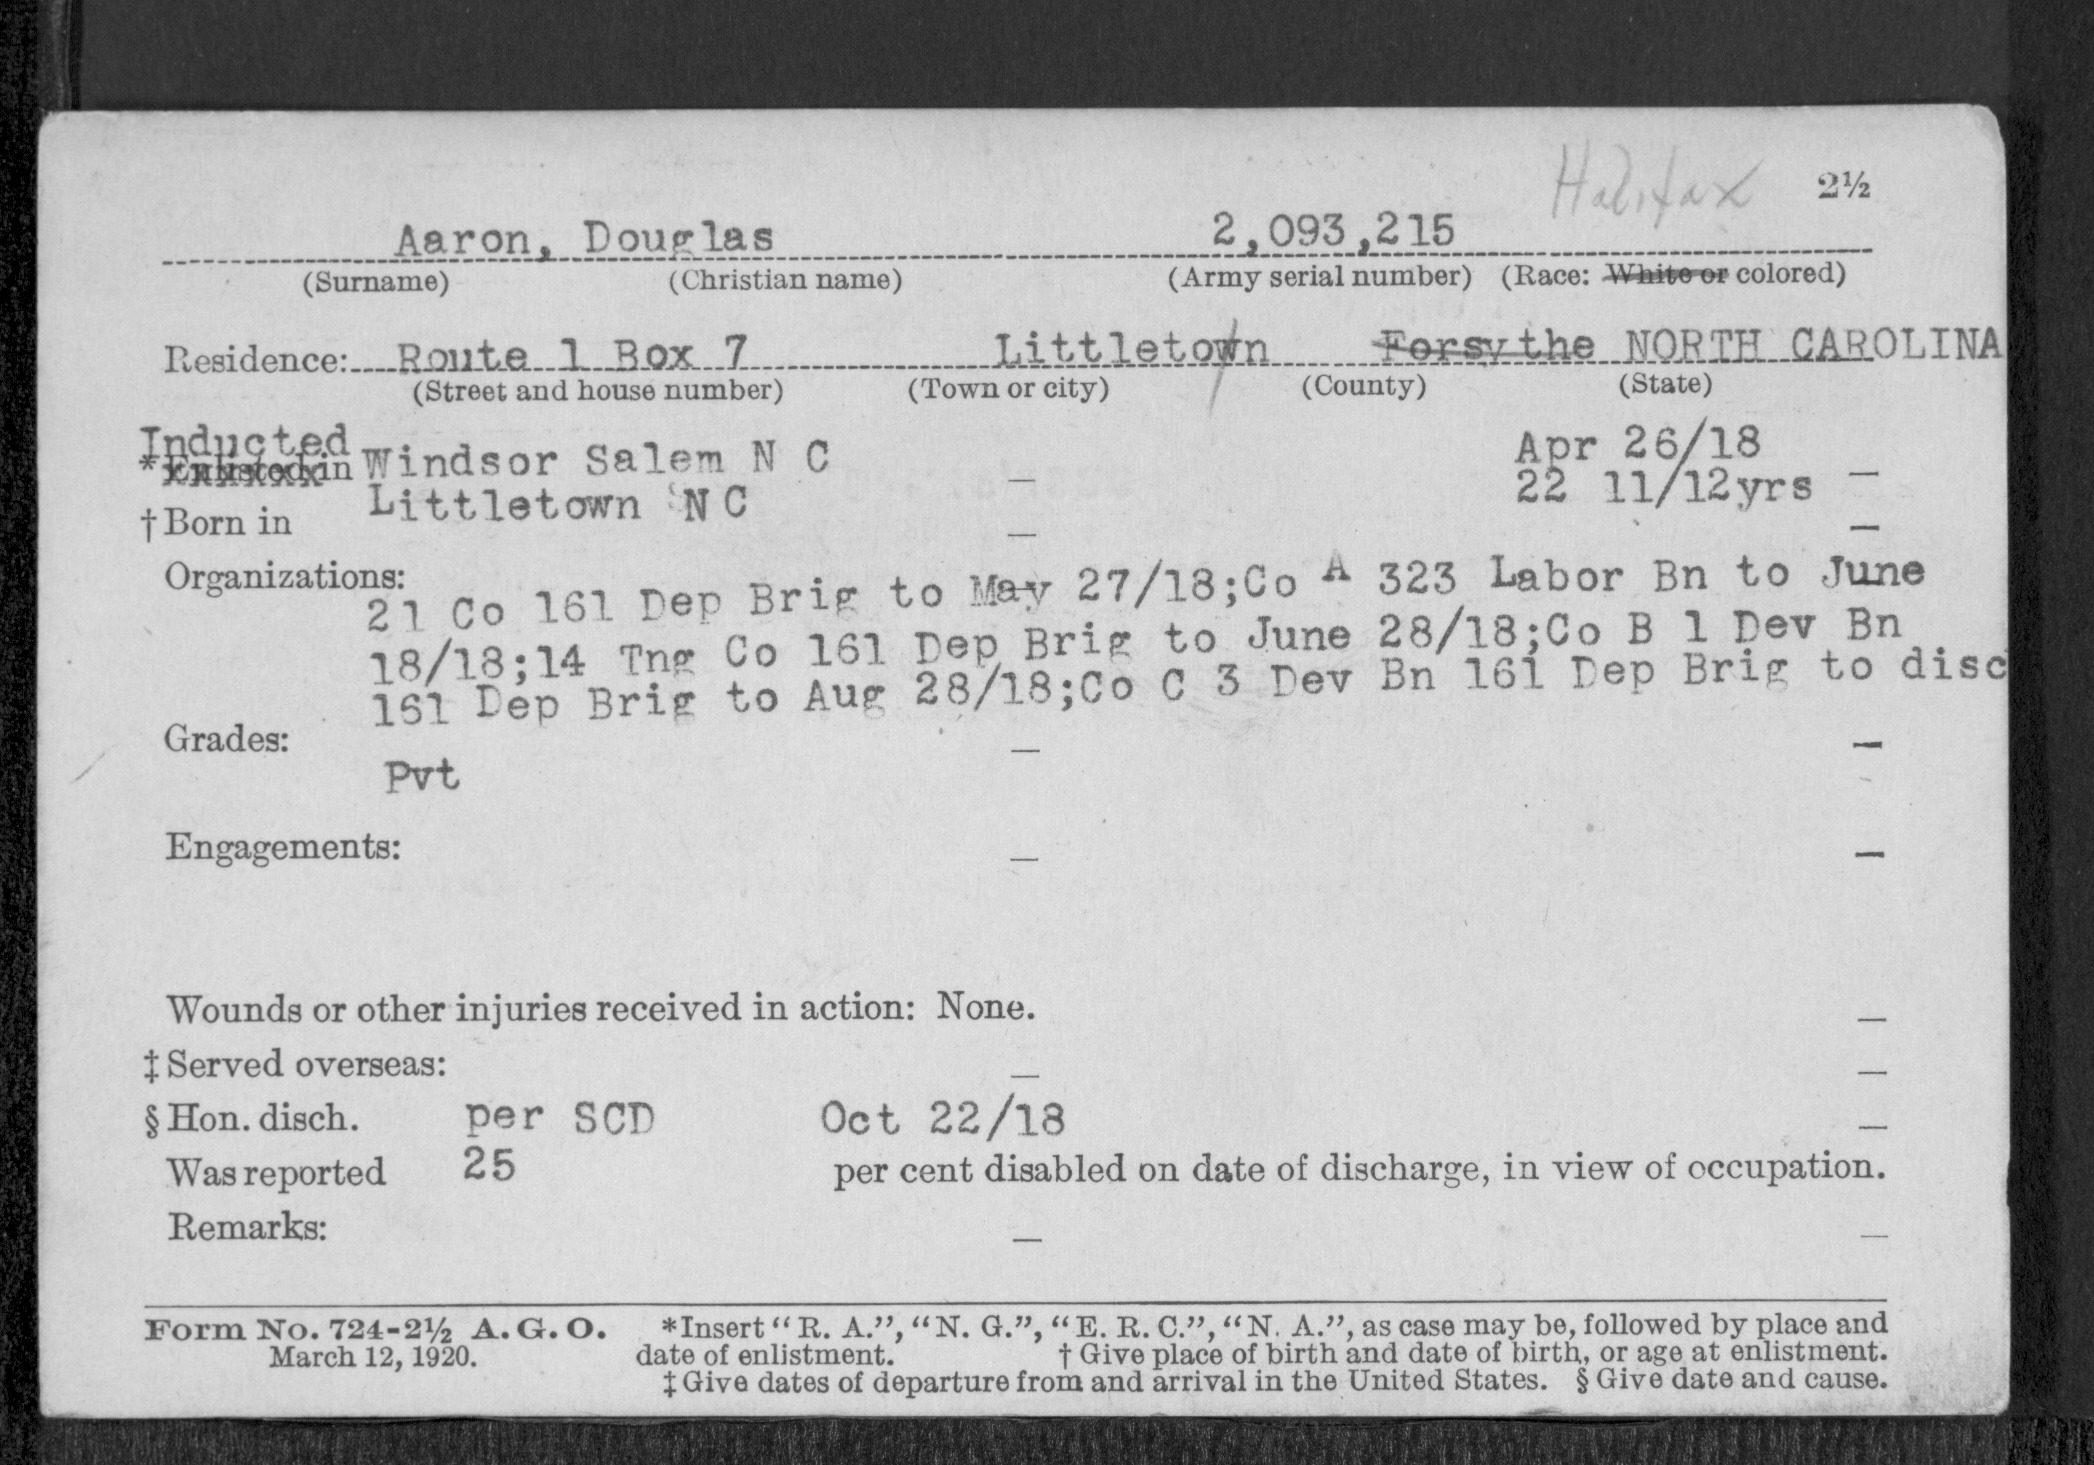 Halifax 2½
Aaron, Douglas 2,093,215
(Surname) (Christian name) (Army serial number) (Race: White or colored)
Residence: Route 1 Box 7 Littletown Forsythe NORTH CAROLINA
(Street and house number) (Town or city) (County) (State)
Inducted
*Enlisted in Windsor Salem N C — Apr 26/18 —
†Born in Littletown N C — 22 11/12yrs —
Organizations:
21 Co 161 Dep Brig to May 27/18;Co A 323 Labor Bn to June
18/18;14 Tng Co 161 Dep Brig to June 28/18;Co B 1 Dev Bn
161 Dep Brig to Aug 28/18;Co C 3 Dev Bn 161 Dep Brig to disc
Grades: — —
Pvt
Engagements: — —
Wounds or other injuries received in action: None. —
‡Served overseas: — —
§Hon. disch. per SCD Oct 22/18 —
Was reported 25 per cent disabled on date of discharge, in view of occupation.
Remarks: — —
Form No. 724-2½ A. G. O. *Insert "R. A.", "N. G.", "E. R. C.", "N. A.", as case may be, followed by place and
March 12, 1920. date of enlistment. †Give place of birth and date of birth, or age at enlistment.
‡Give dates of departure from and arrival in the United States. §Give date and cause.